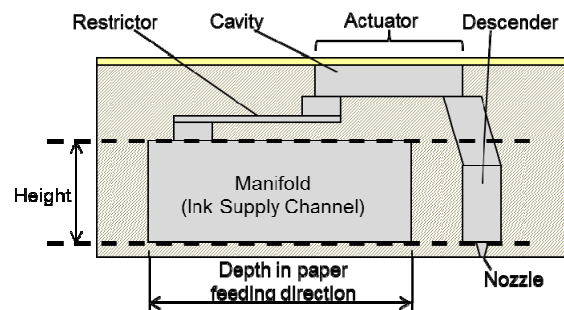 Restrictor
Cavity
Actuator
Descender
Height
Manifold
(Ink Supply Channel)
Depth in paper
feeding direction
Nozzle